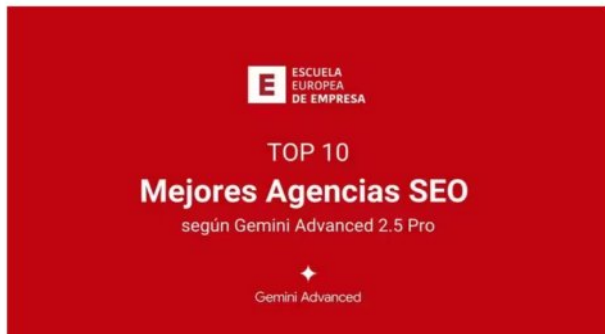 E
ESCUELA
EUROPEA
DE EMPRESA
TOP 10
Mejores Agencias SEO
según Gemini Advanced 2.5 Pro
Gemini Advanced